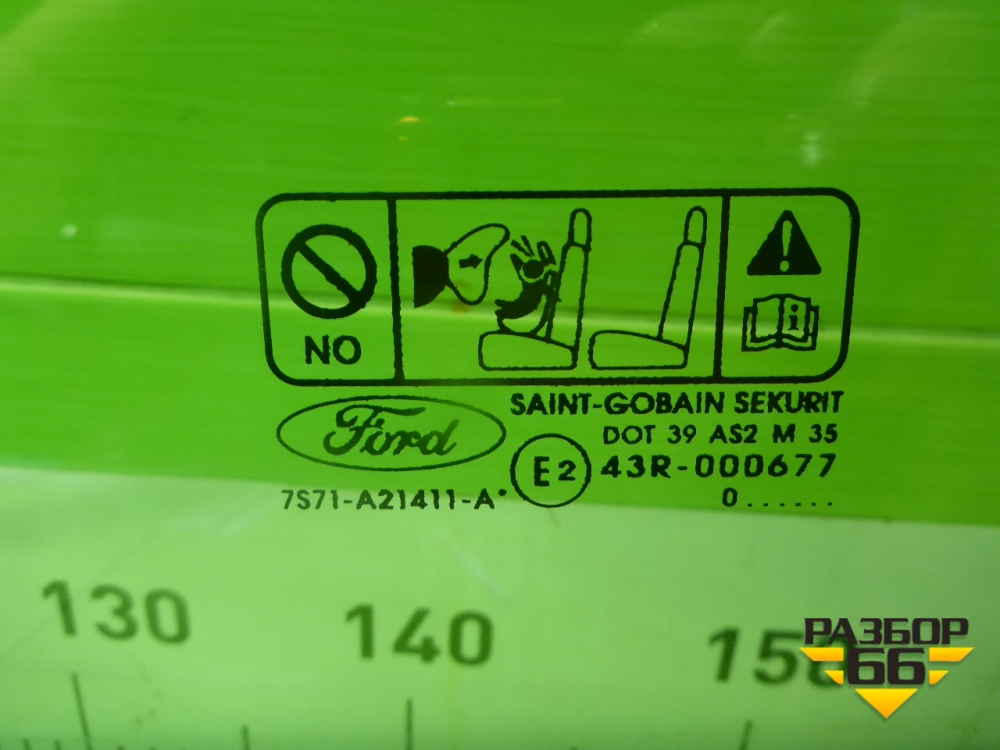 NO
Ford
7S71-A21411-A*
SAINT-GOBAIN SEKURIT
DOT 39 AS2 M 35
E2
43R-000677
0......
130
140
150
РАЗБОР
66